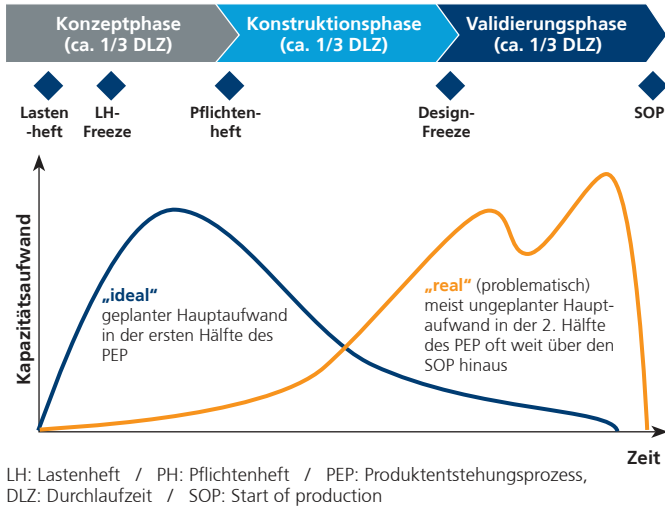 Konzeptphase
(ca. 1/3 DLZ)
Konstruktionsphase
(ca. 1/3 DLZ)
Validierungsphase
(ca. 1/3 DLZ)
Lasten
-heft
LH-
Freeze
Pflichten-
heft
Design-
Freeze
SOP
Kapazitätsaufwand
„ideal“
geplanter Hauptaufwand
in der ersten Hälfte des
PEP
„real“ (problematisch)
meist ungeplanter Haupt-
aufwand in der 2. Hälfte
des PEP oft weit über den
SOP hinaus
Zeit
LH: Lastenheft / PH: Pflichtenheft / PEP: Produktentstehungsprozess,
DLZ: Durchlaufzeit / SOP: Start of production